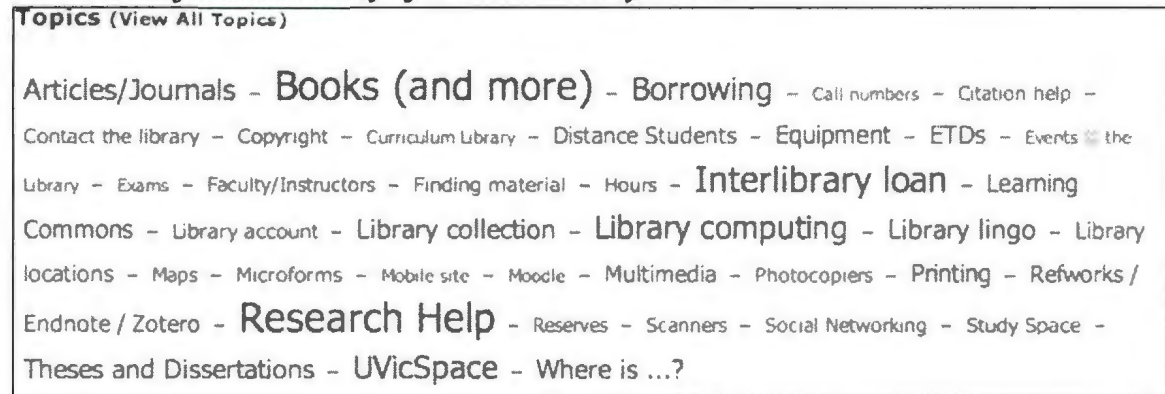 Topics (View All Topics)
Articles/Journals – Books (and more) – Borrowing – Call numbers – Citation help –
Contact the library – Copyright – Curriculum Library – Distance Students – Equipment – ETDs – Events the
Library – Exams – Faculty/Instructors – Finding material – Hours – Interlibrary loan – Learning
Commons – Library account – Library collection – Library computing – Library lingo – Library
locations – Maps – Microforms – Mobile site – Moodle – Multimedia – Photocopiers – Printing – Refworks /
Endnote / Zotero – Research Help – Reserves – Scanners – Social Networking – Study Space –
Theses and Dissertations – UVicSpace – Where is ...?